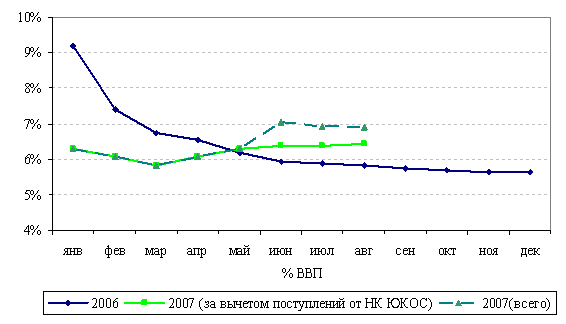 10%
9%
8%
7%
6%
5%
4%
янв фев мар апр май июн июл авг сен окт ноя дек
% ВВП
2006 2007 (за вычетом поступлений от НК ЮКОС) 2007(всего)